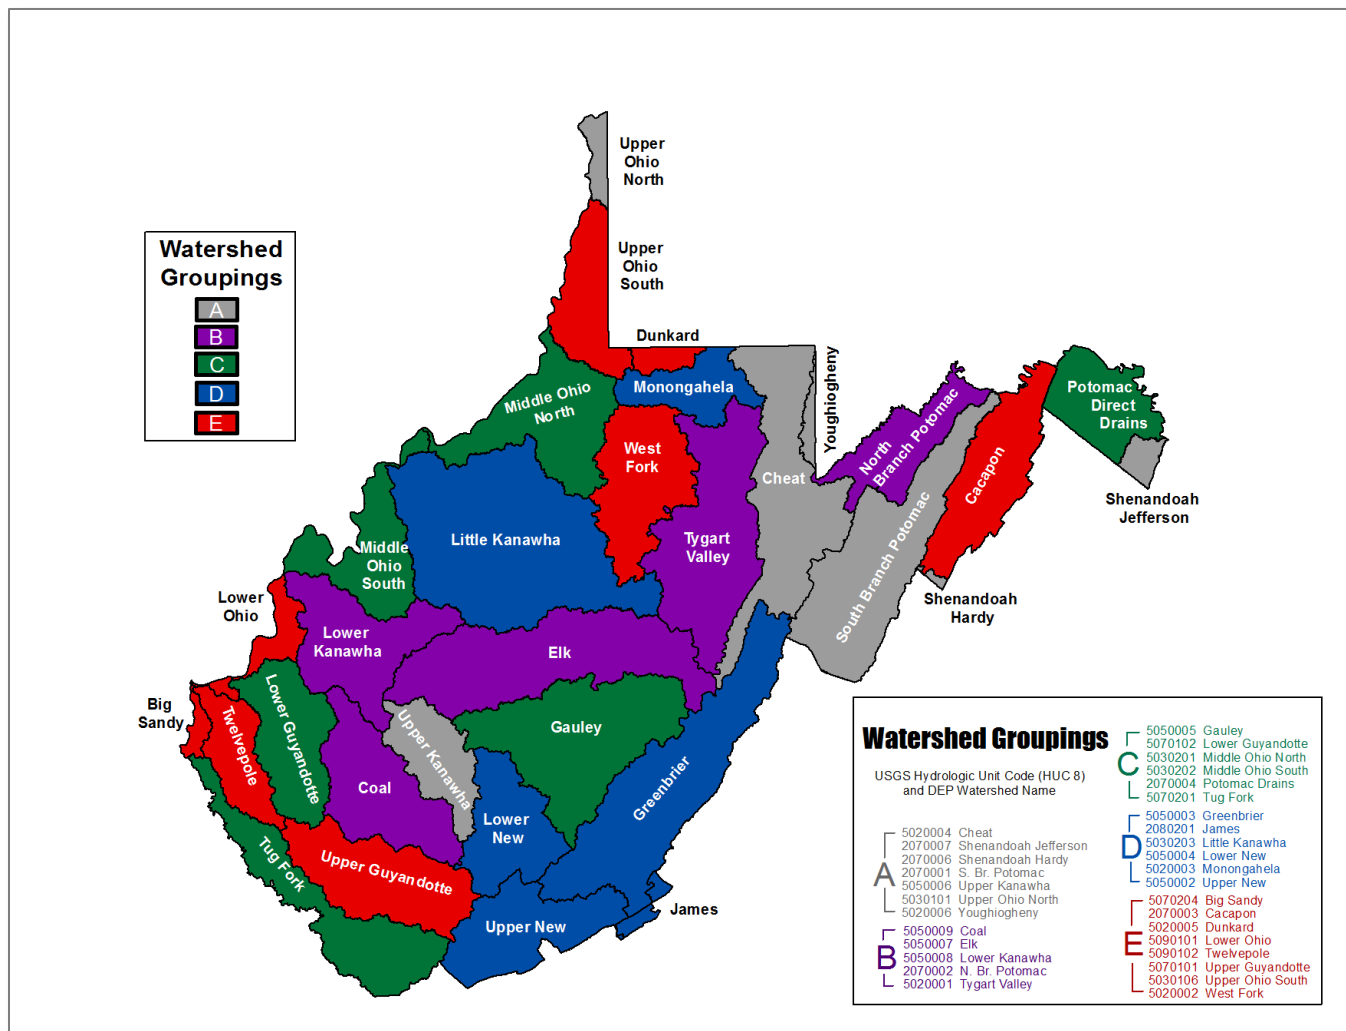 Upper
Ohio
North
Upper
Ohio
South
Watershed
Groupings
A
B
C
D
E
Dunkard
Monongahela
Youghiogheny
Middle Ohio
North
North
Branch Potomac
Potomac
Direct
Drains
West
Fork
Cheat
Cacapon
Shenandoah
Jefferson
Little Kanawha
Tygart
Valley
Middle
Ohio
South
South Branch Potomac
Shenandoah
Hardy
Lower
Ohio
Lower
Kanawha
Elk
Big
Sandy
Twelvepole
Lower Guyandotte
Upper Kanawha
Gauley
Greenbrier
Coal
Lower
New
Tug Fork
Upper Guyandotte
Upper New
James
Watershed Groupings
USGS Hydrologic Unit Code (HUC 8)
and DEP Watershed Name
A
5020004 Cheat
2070007 Shenandoah Jefferson
2070006 Shenandoah Hardy
2070001 S. Br. Potomac
5050006 Upper Kanawha
5030101 Upper Ohio North
5020006 Youghiogheny
B
5050009 Coal
5050007 Elk
5050008 Lower Kanawha
2070002 N. Br. Potomac
5020001 Tygart Valley
C
5050005 Gauley
5070102 Lower Guyandotte
5030201 Middle Ohio North
5030202 Middle Ohio South
2070004 Potomac Drains
5070201 Tug Fork
D
5050003 Greenbrier
2080201 James
5030203 Little Kanawha
5050004 Lower New
5020003 Monongahela
5050002 Upper New
E
5070204 Big Sandy
2070003 Cacapon
5020005 Dunkard
5090101 Lower Ohio
5090102 Twelvepole
5070101 Upper Guyandotte
5030106 Upper Ohio South
5020002 West Fork